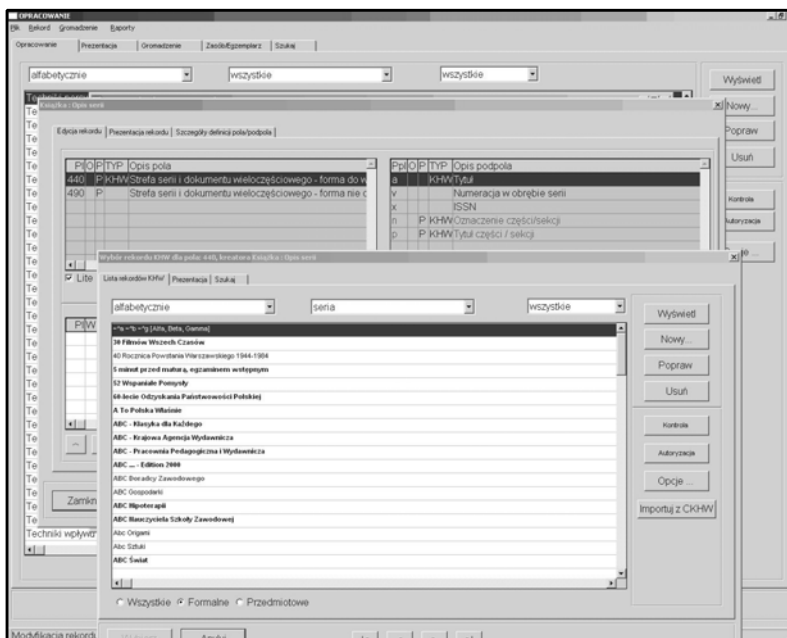 OPRACOWANIE
Plik Rekord Gromadzenie Raporty
Opracowanie Prezentacja Gromadzenie Zasób/Egzemplarz Szukaj
alfabetycznie wszystkie wszystkie
Wyświetl
Nowy...
Popraw
Usuń
Kontrola
Autoryzacja
Książka : Opis serii
Edycja rekordu Prezentacja rekordu Szczegóły definicji pola/podpola
Pl O P TYP Opis pola
440 P KHW Strefa serii i dokumentu wieloczęściowego - forma do w
490 P Strefa serii i dokumentu wieloczęściowego - forma nie d
Ppl O P TYP Opis podpola
a KHW Tytuł
v Numeracja w obrębie serii
x ISSN
n P KHW Oznaczenie części/sekcji
p P KHW Tytuł części / sekcji
Wybór rekordu KHW dla pola: 440, kreatora Książka : Opis serii
Lista rekordów KHW Prezentacja Szukaj
alfabetycznie seria wszystkie
=^a =^b =^g [Alfa, Beta, Gamma]
30 Filmów Wszech Czasów
40 Rocznica Powstania Warszawskiego 1944-1984
5 minut przed maturą, egzaminem wstępnym
52 Wspaniałe Pomysły
60-lecie Odzyskania Państwowości Polskiej
A To Polska Właśnie
ABC - Klasyka dla Każdego
ABC - Krajowa Agencja Wydawnicza
ABC - Pracownia Pedagogiczna i Wydawnicza
ABC ... - Edition 2000
ABC Doradcy Zawodowego
ABC Gospodarki
ABC Hipoterapii
ABC Nauczyciela Szkoły Zawodowej
Abc Origami
Abc Sztuki
ABC Świat
Wyświetl
Nowy...
Popraw
Usuń
Kontrola
Autoryzacja
Opcje ...
Importuj z CKHW
Wszystkie Formalne Przedmiotowe
Zamkn
Techniki wpływu
Modyfikacja rekordu